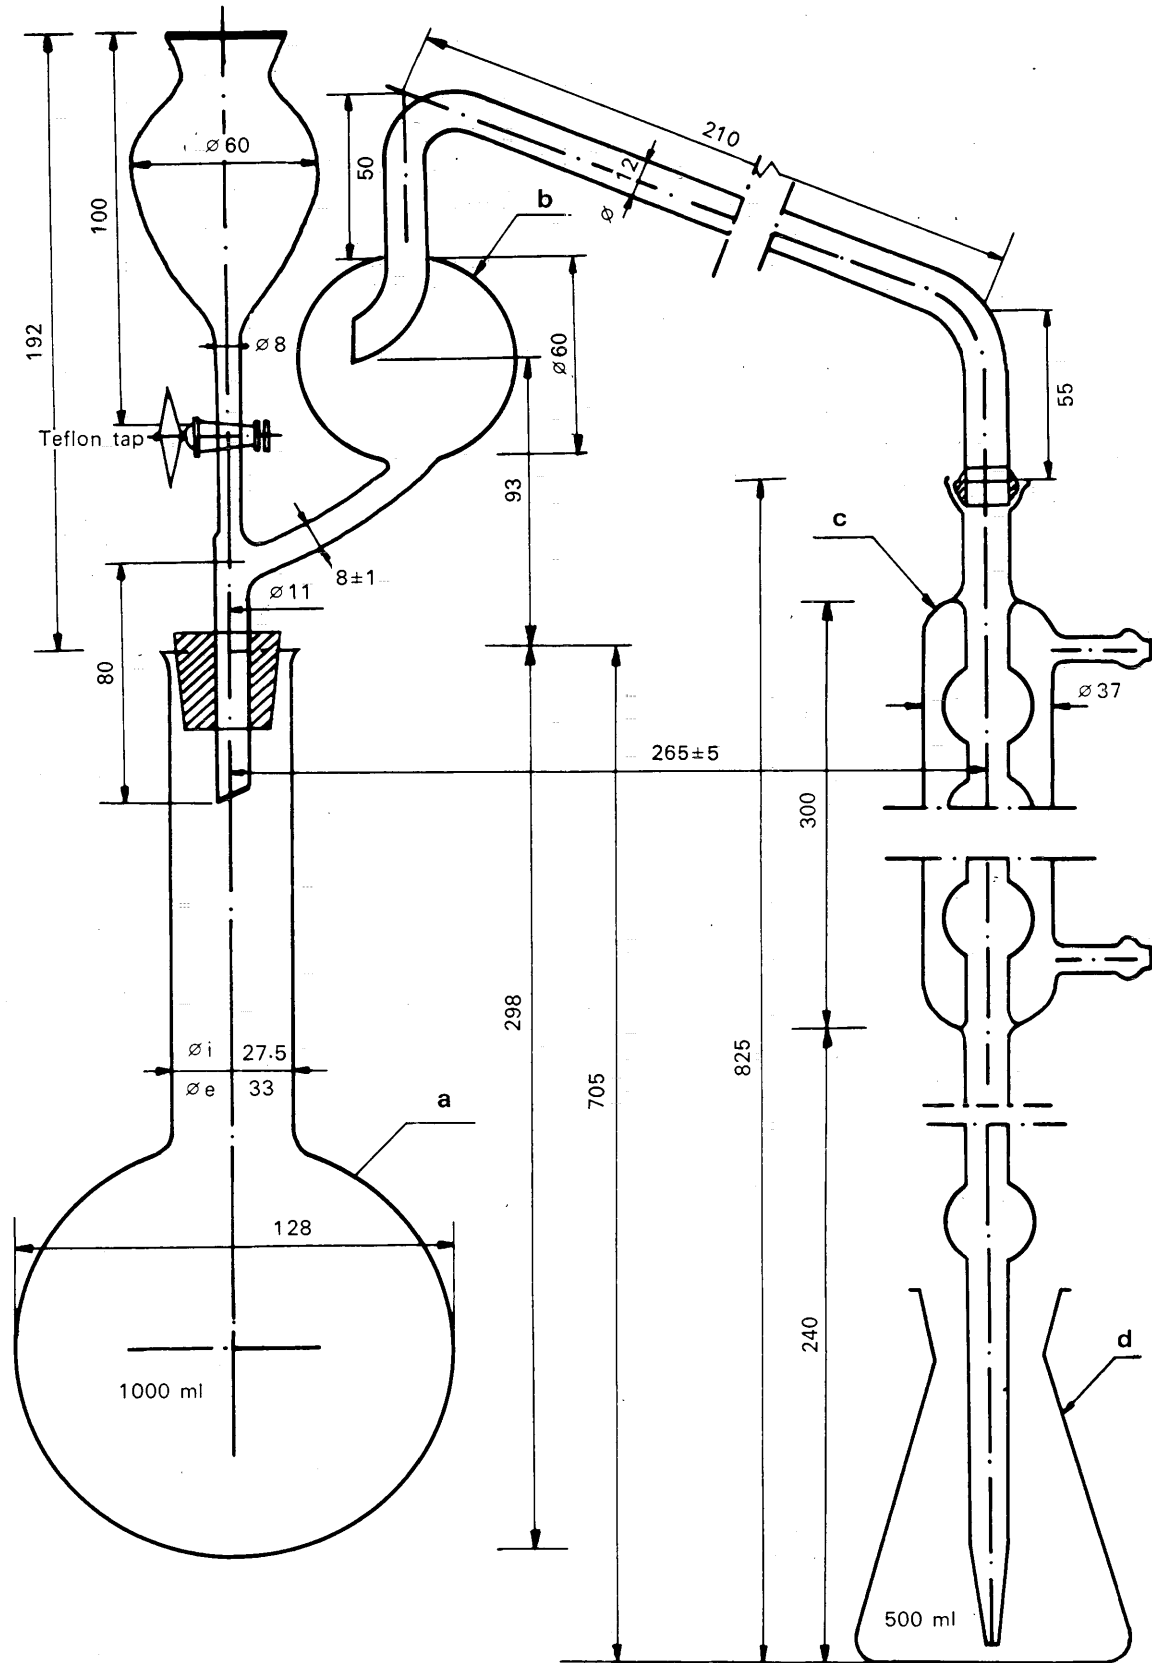 100
192
Ø 60
50
210
Ø 12
b
Ø 8
Ø 60
55
Teflon tap
93
c
8±1
Ø 11
80
Ø 37
265±5
300
298
825
Ø i 27.5
Ø e 33
705
a
128
240
d
1000 ml
500 ml